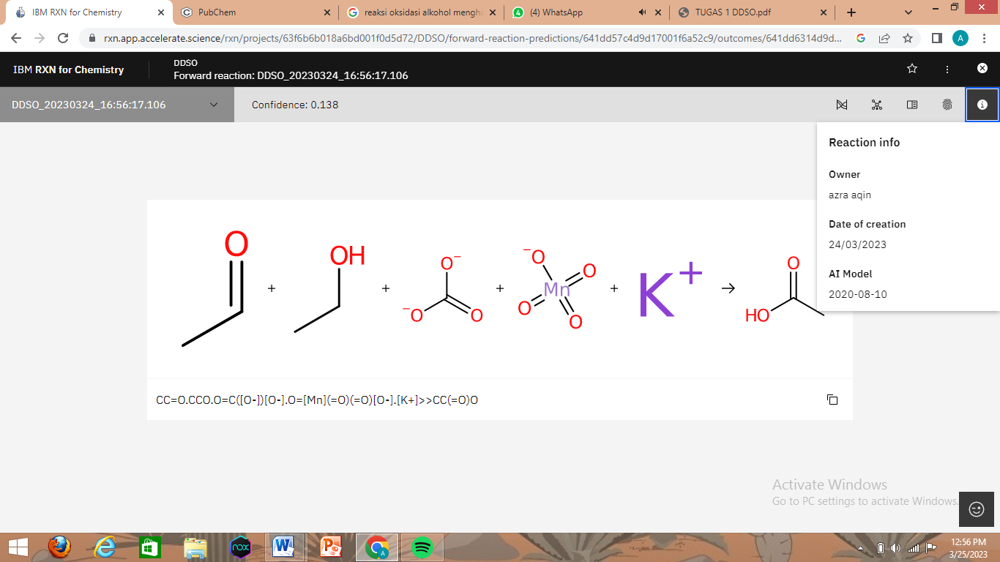 IBM RXN for Chemistry
PubChem
reaksi oksidasi alkohol mengha
(4) WhatsApp
TUGAS 1 DDSO.pdf
rxn.app.accelerate.science/rxn/projects/63f6b6b018a6bd001f0d5d72/DDSO/forward-reaction-predictions/641dd57c4d9d17001f6a52c9/outcomes/641dd6314d9d...
A
IBM RXN for Chemistry
DDSO
Forward reaction: DDSO_20230324_16:56:17.106
DDSO_20230324_16:56:17.106
Confidence: 0.138
Reaction info
Owner
azra aqin
Date of creation
24/03/2023
AI Model
2020-08-10
O
+
OH
+
O⁻
⁻O
O
+
⁻O
O
Mn
O
O
+
K⁺
→
O
HO
CC=O.CCO.O=C([O-])[O-].O=[Mn](=O)(=O)[O-].[K+]>>CC(=O)O
Activate Windows
Go to PC settings to activate Windows.
nox
12:56 PM
3/25/2023